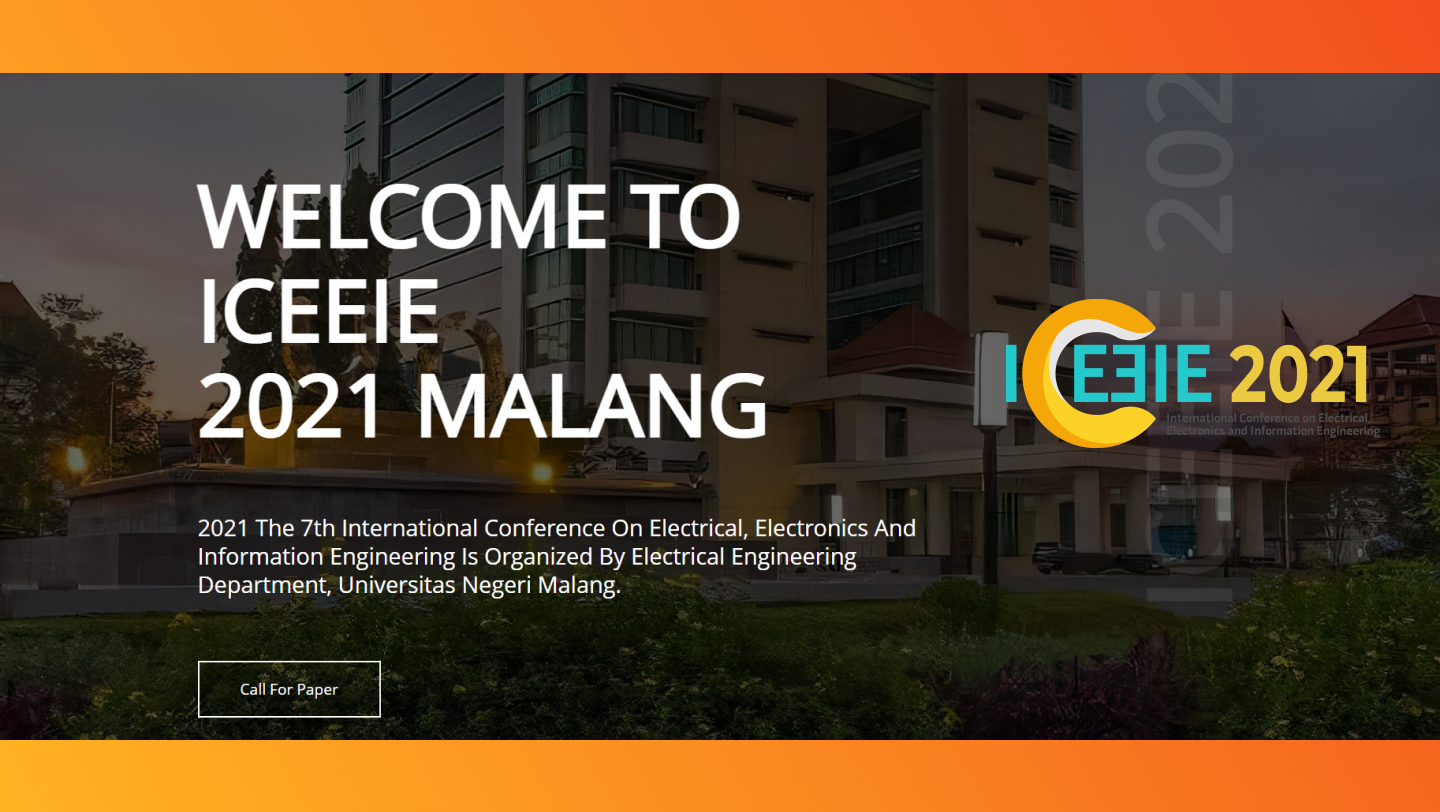 WELCOME TO
ICEEIE
2021 MALANG
ICEEIE 2021
International Conference on Electrical,
Electronics and Information Engineering
ICEEIE 202
2021 The 7th International Conference On Electrical, Electronics And
Information Engineering Is Organized By Electrical Engineering
Department, Universitas Negeri Malang.
Call For Paper